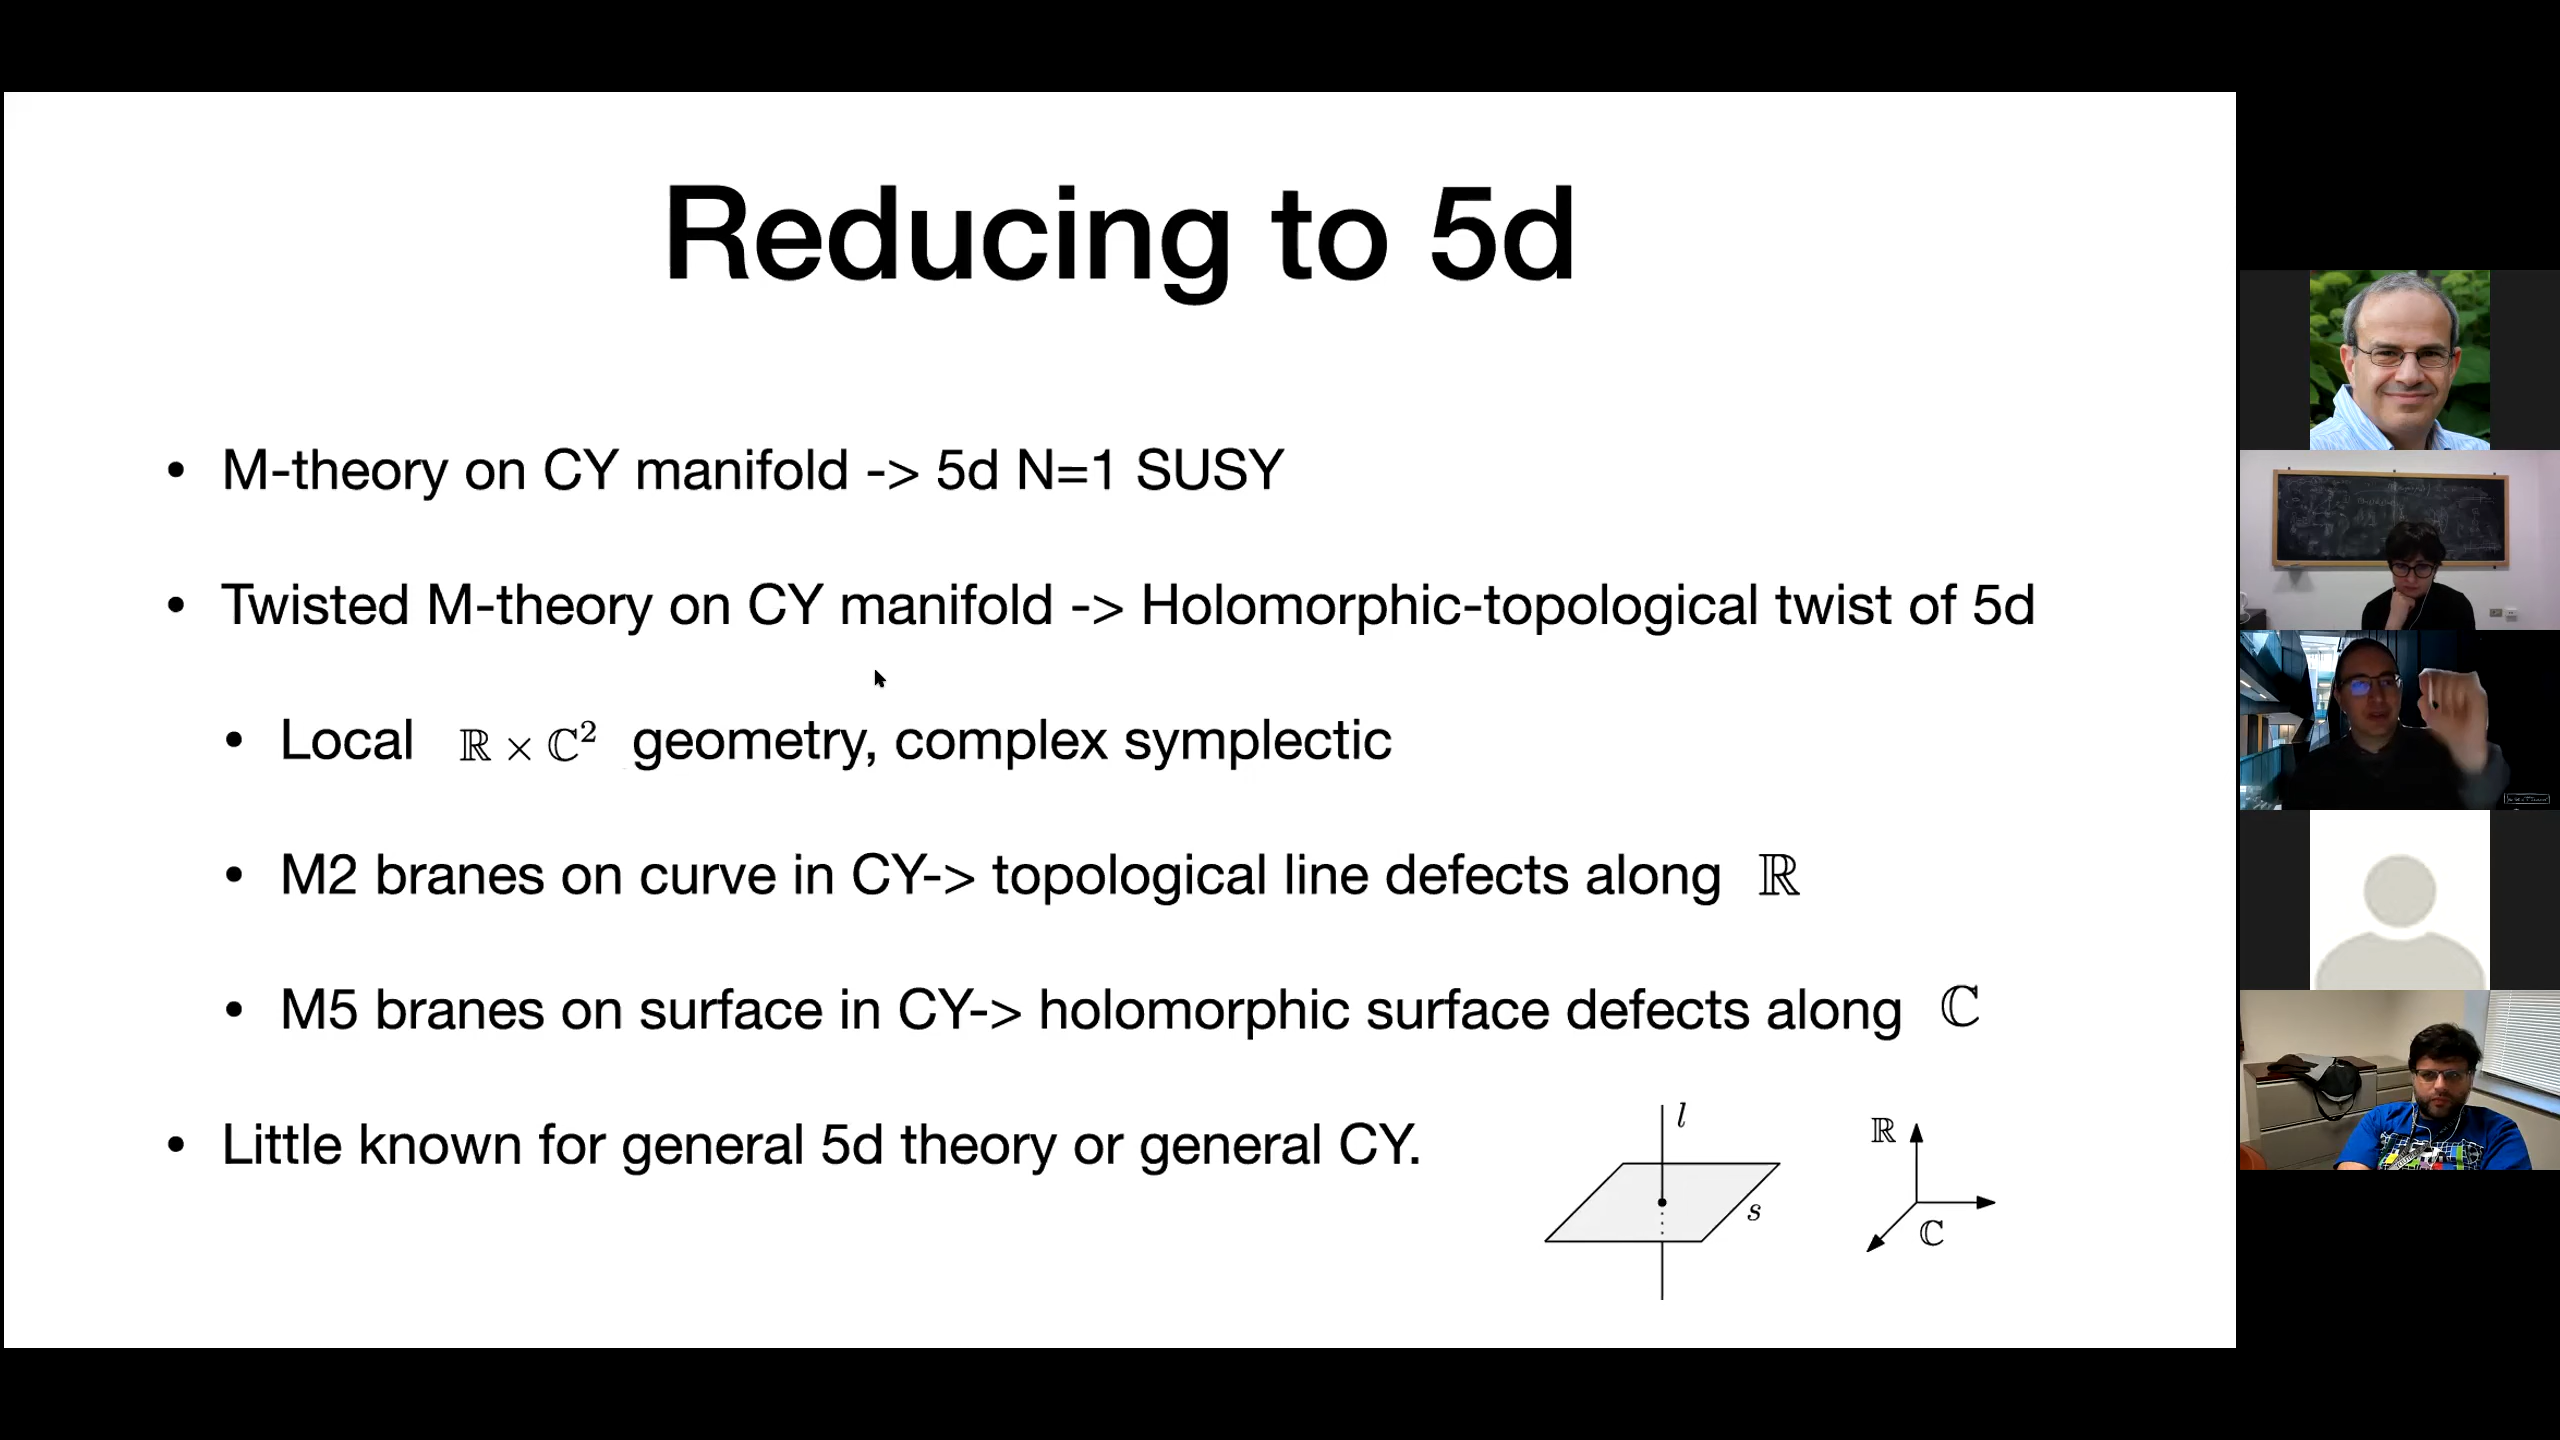 Reducing to 5d
• M-theory on CY manifold -> 5d N=1 SUSY
• Twisted M-theory on CY manifold -> Holomorphic-topological twist of 5d
• Local ℝ × ℂ² geometry, complex symplectic
• M2 branes on curve in CY-> topological line defects along ℝ
• M5 branes on surface in CY-> holomorphic surface defects along ℂ
• Little known for general 5d theory or general CY.
l
s
ℝ
ℂ